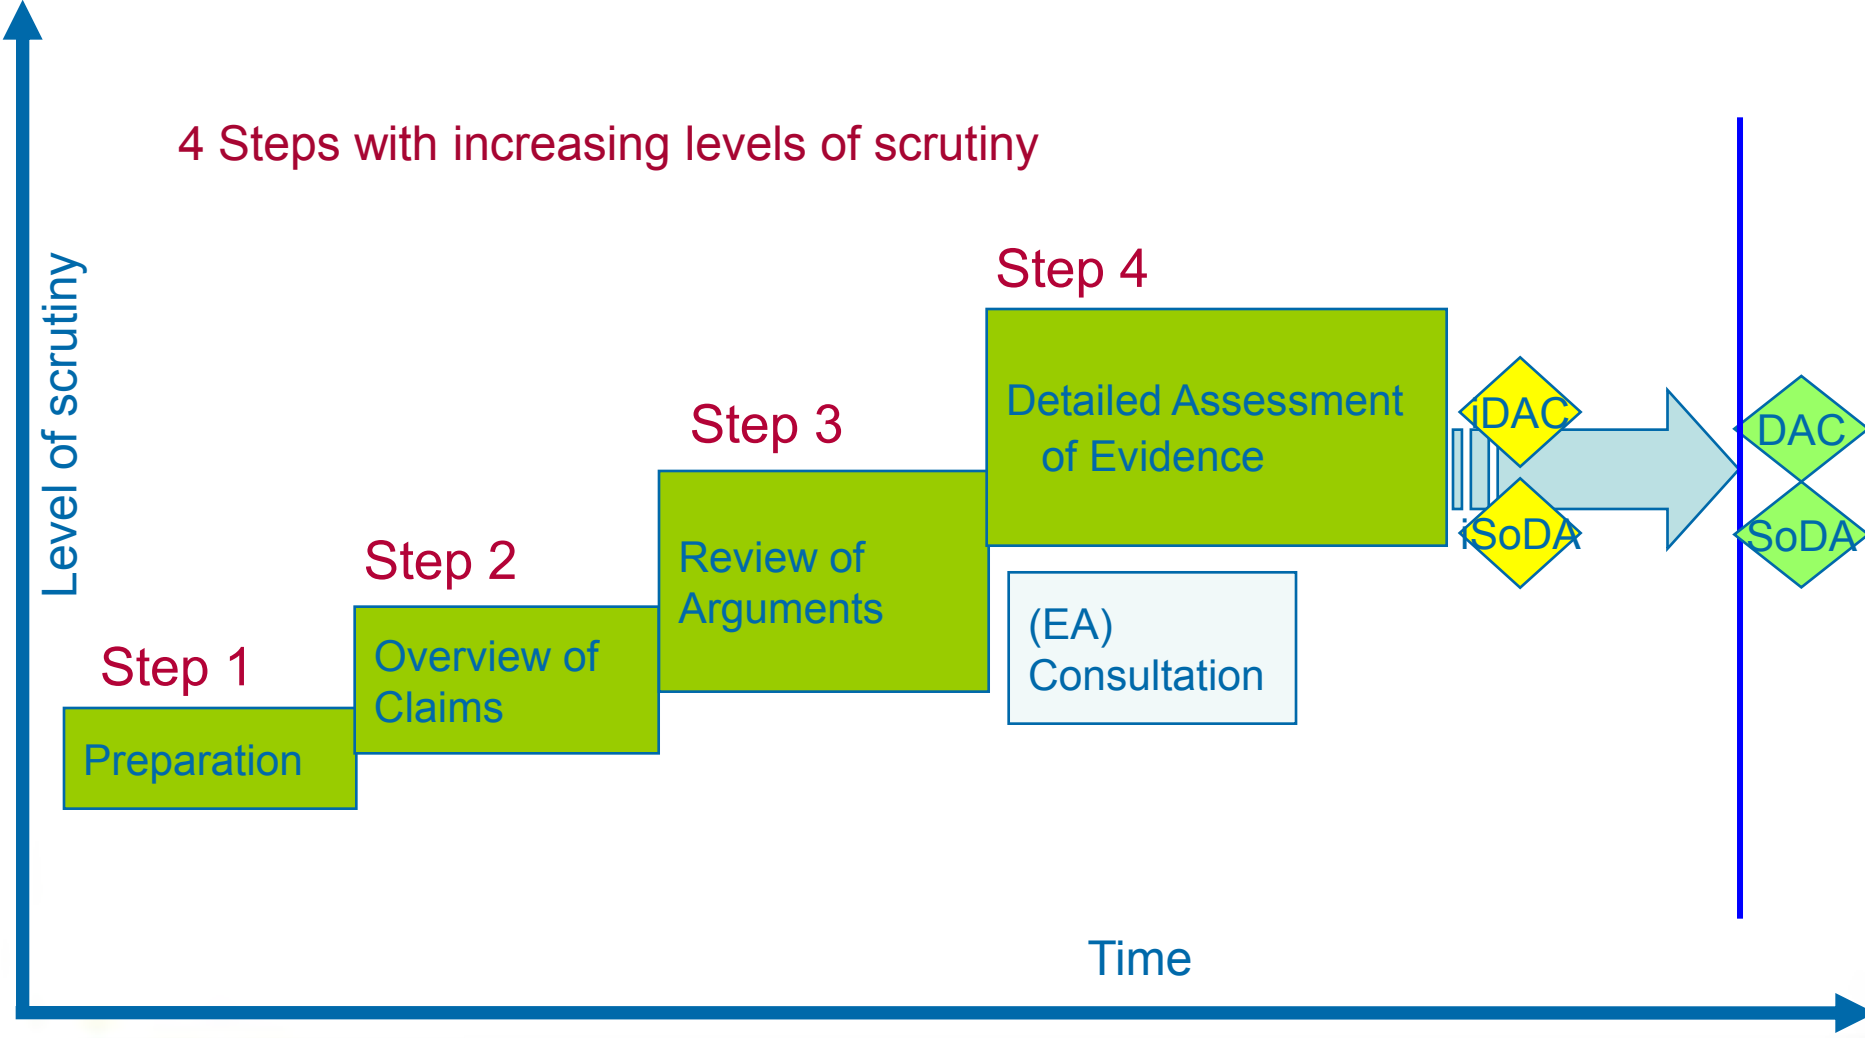 4 Steps with increasing levels of scrutiny
Level of scrutiny
Step 1
Preparation
Step 2
Overview of
Claims
Step 3
Review of
Arguments
Step 4
Detailed Assessment
of Evidence
(EA)
Consultation
iDAC
iSoDA
DAC
SoDA
Time